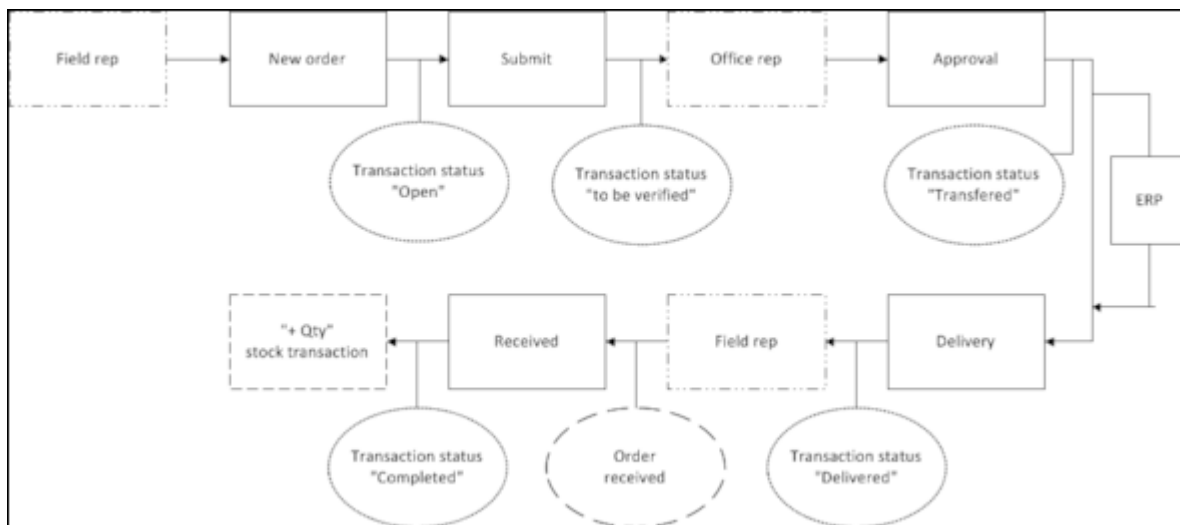 Field rep
New order
Submit
Office rep
Approval
Transaction status
"Open"
Transaction status
"to be verified"
Transaction status
"Transfered"
ERP
"+ Qty"
stock transaction
Received
Field rep
Delivery
Transaction status
"Completed"
Order
received
Transaction status
"Delivered"